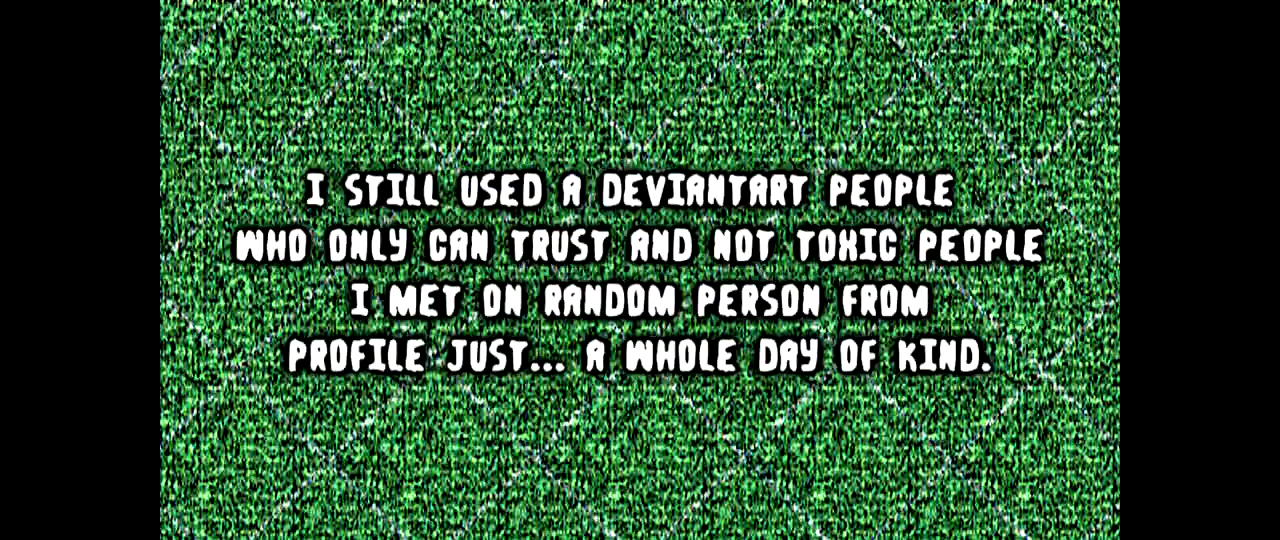 I STILL USED A DEVIANTART PEOPLE
WHO ONLY CAN TRUST AND NOT TOXIC PEOPLE
I MET ON RANDOM PERSON FROM
PROFILE JUST... A WHOLE DAY OF KIND.